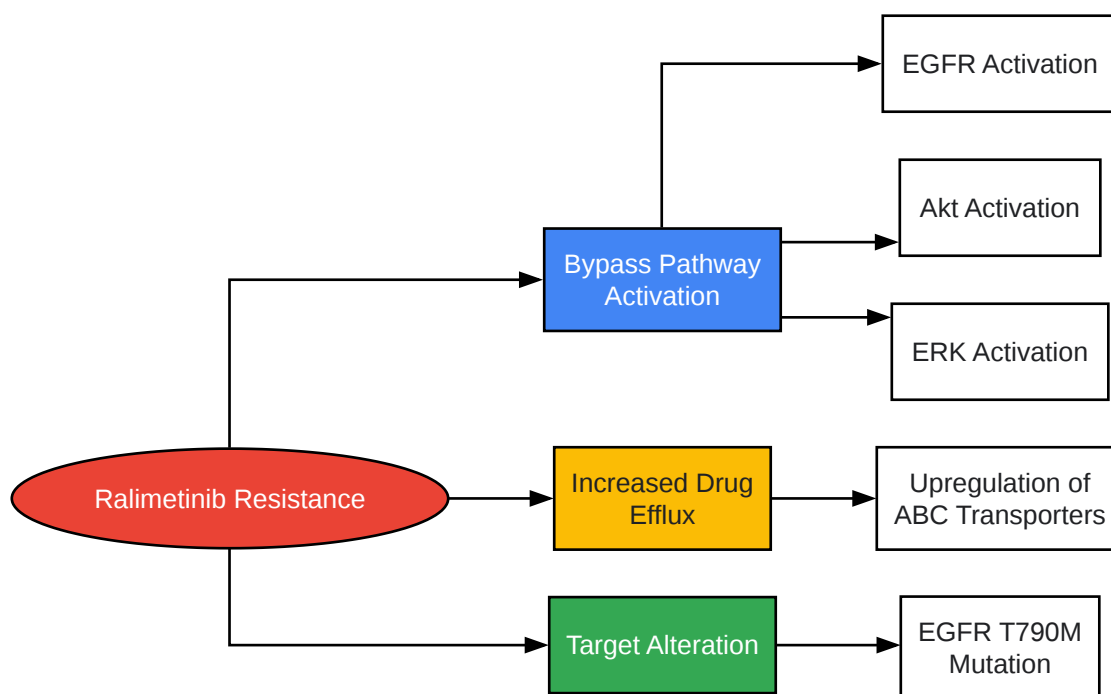 EGFR Activation
Akt Activation
Bypass Pathway
Activation
ERK Activation
Ralimetinib Resistance
Increased Drug
Efflux
Upregulation of
ABC Transporters
Target Alteration
EGFR T790M
Mutation